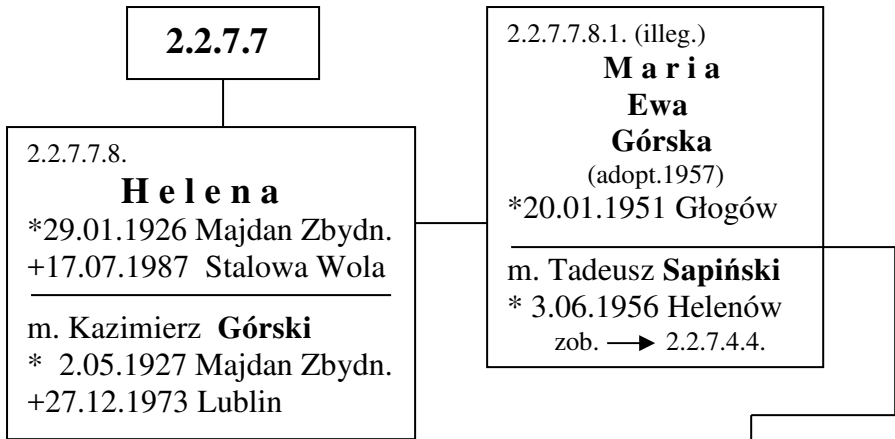 2.2.7.7
2.2.7.7.8.
H e l e n a
*29.01.1926 Majdan Zbydn.
+17.07.1987 Stalowa Wola
m. Kazimierz Górski
* 2.05.1927 Majdan Zbydn.
+27.12.1973 Lublin
2.2.7.7.8.1. (illeg.)
M a r i a
Ewa
Górska
(adopt.1957)
*20.01.1951 Głogów
m. Tadeusz Sapiński
* 3.06.1956 Helenów
zob. → 2.2.7.4.4.